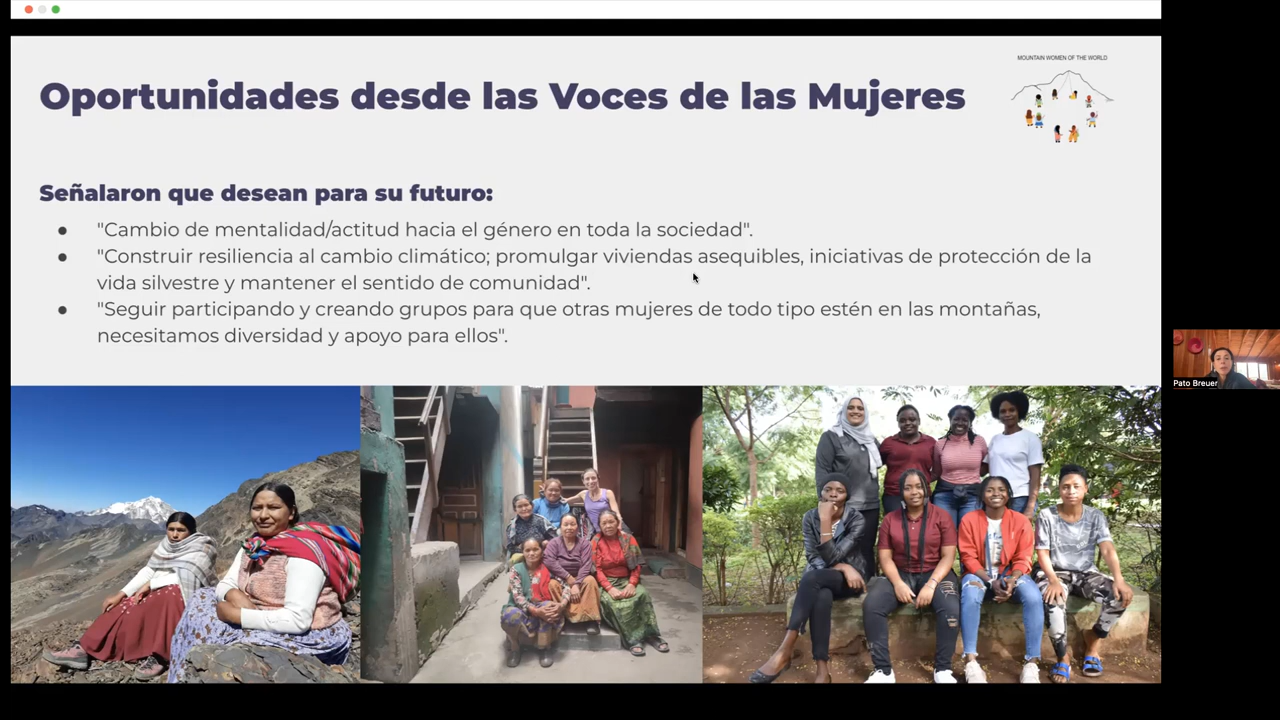 MOUNTAIN WOMEN OF THE WORLD
Oportunidades desde las Voces de las Mujeres
Señalaron que desean para su futuro:
● "Cambio de mentalidad/actitud hacia el género en toda la sociedad".
● "Construir resiliencia al cambio climático; promulgar viviendas asequibles, iniciativas de protección de la
vida silvestre y mantener el sentido de comunidad".
● "Seguir participando y creando grupos para que otras mujeres de todo tipo estén en las montañas,
necesitamos diversidad y apoyo para ellos".
Pato Breuer